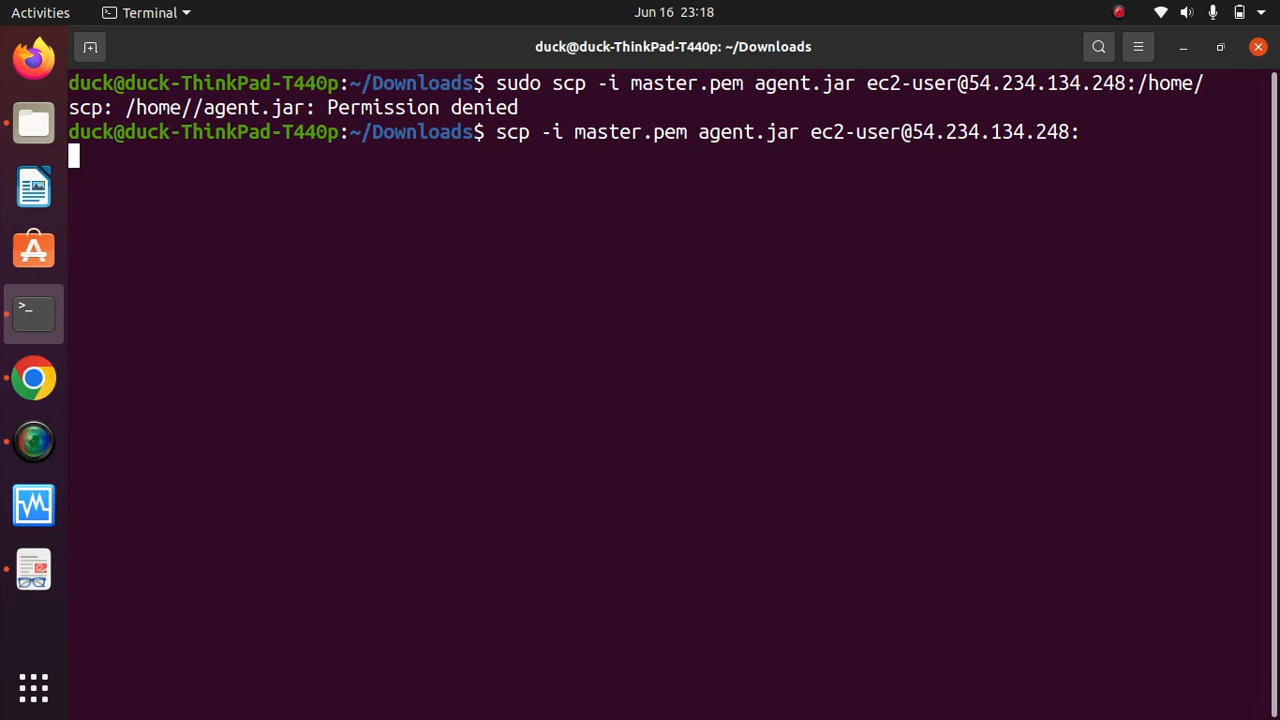 Activities Terminal Jun 16 23:18
duck@duck-ThinkPad-T440p: ~/Downloads
duck@duck-ThinkPad-T440p:~/Downloads$ sudo scp -i master.pem agent.jar ec2-user@54.234.134.248:/home/
scp: /home//agent.jar: Permission denied
duck@duck-ThinkPad-T440p:~/Downloads$ scp -i master.pem agent.jar ec2-user@54.234.134.248: